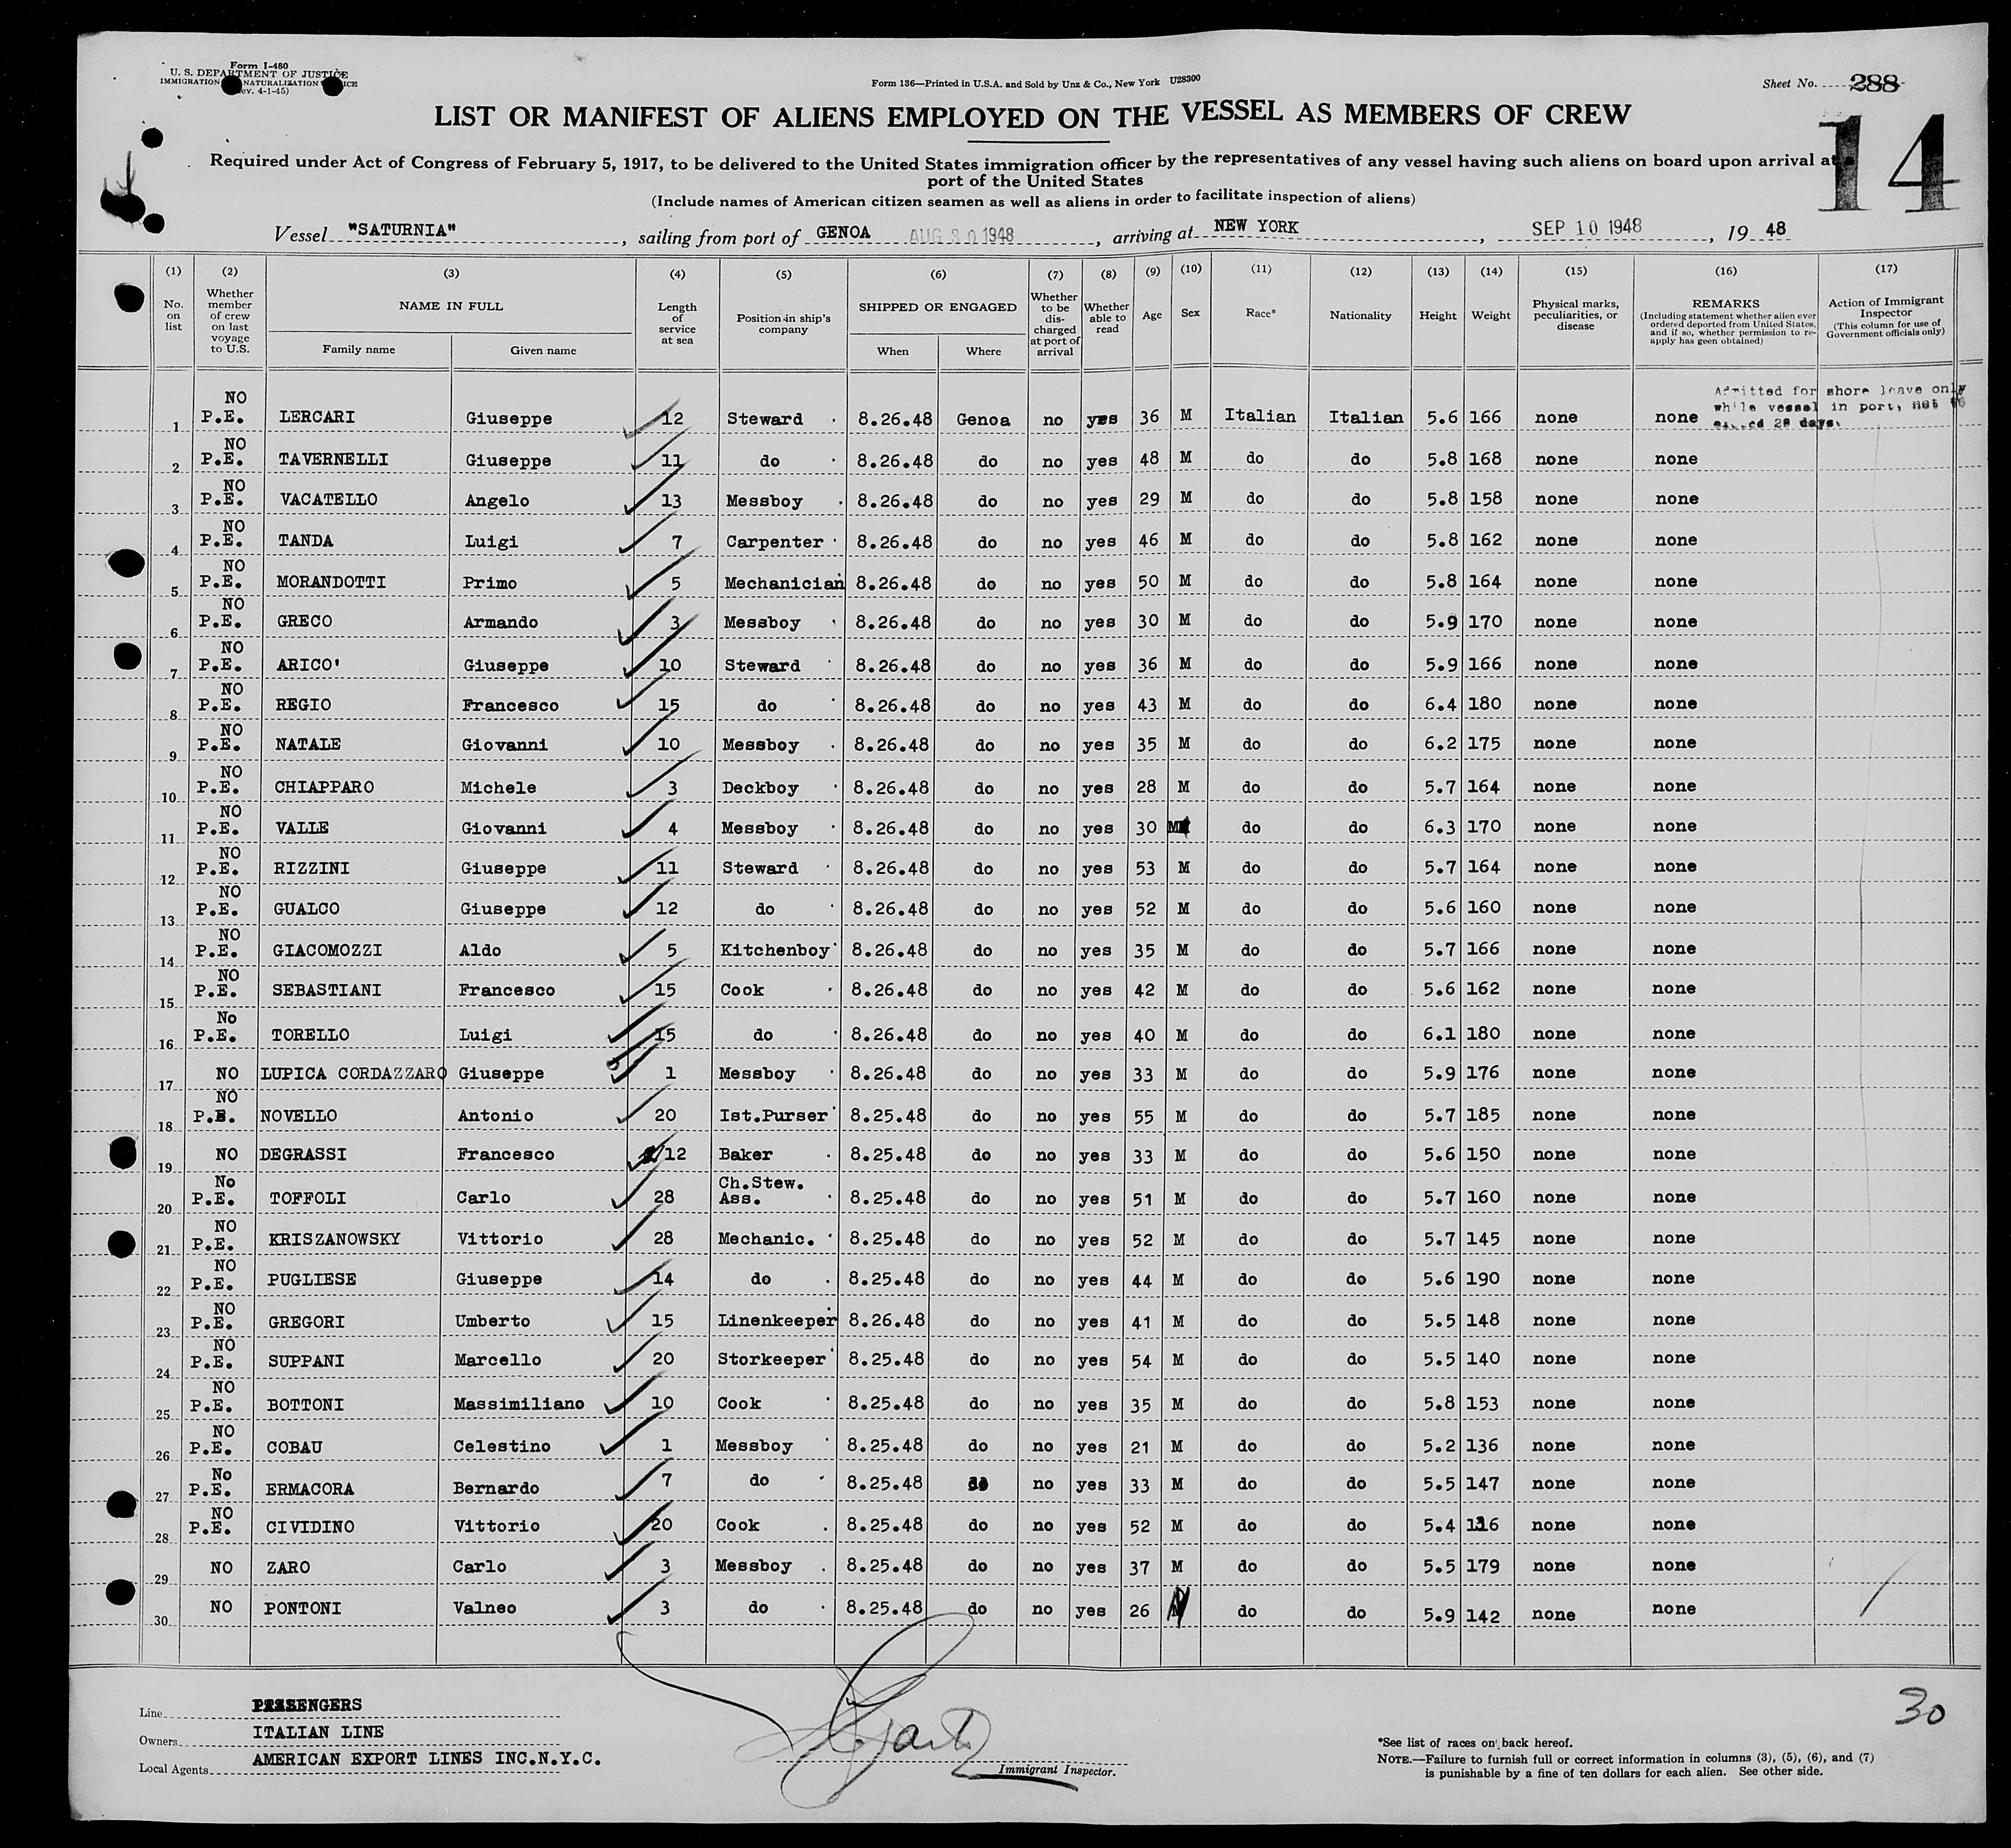 Form I-480
U. S. DEPARTMENT OF JUSTICE
IMMIGRATION NATURALIZATION
ev. 4-1-45)
Form 136—Printed in U.S.A. and Sold by Unz & Co., New York U28300
Sheet No. 288
14
LIST OR MANIFEST OF ALIENS EMPLOYED ON THE VESSEL AS MEMBERS OF CREW
Required under Act of Congress of February 5, 1917, to be delivered to the United States immigration officer by the representatives of any vessel having such aliens on board upon arrival at a
port of the United States
(Include names of American citizen seamen as well as aliens in order to facilitate inspection of aliens)
Vessel "SATURNIA", sailing from port of GENOA AUG 30 1948, arriving at NEW YORK, SEP 10 1948, 19 48
(1) No. on list
(2) Whether member of crew on last voyage to U.S.
(3) NAME IN FULL
Family name
Given name
(4) Length of service at sea
(5) Position in ship's company
(6) SHIPPED OR ENGAGED
When
Where
(7) Whether to be discharged at port of arrival
(8) Whether able to read
(9) Age
(10) Sex
(11) Race*
(12) Nationality
(13) Height
(14) Weight
(15) Physical marks, peculiarities, or disease
(16) REMARKS (Including statement whether alien ever ordered deported from United States, and if so, whether permission to re-apply has geen obtained)
(17) Action of Immigrant Inspector (This column for use of Government officials only)
Admitted for shore leave only
while vessel in port, not to
exceed 29 days.
1 NO P.E. LERCARI Giuseppe 12 Steward 8.26.48 Genoa no yes 36 M Italian Italian 5.6 166 none none
2 NO P.E. TAVERNELLI Giuseppe 11 do 8.26.48 do no yes 48 M do do 5.8 168 none none
3 NO P.E. VACATELLO Angelo 13 Messboy 8.26.48 do no yes 29 M do do 5.8 158 none none
4 NO P.E. TANDA Luigi 7 Carpenter 8.26.48 do no yes 46 M do do 5.8 162 none none
5 NO P.E. MORANDOTTI Primo 5 Mechanician 8.26.48 do no yes 50 M do do 5.8 164 none none
6 NO P.E. GRECO Armando 3 Messboy 8.26.48 do no yes 30 M do do 5.9 170 none none
7 NO P.E. ARICO' Giuseppe 10 Steward 8.26.48 do no yes 36 M do do 5.9 166 none none
8 NO P.E. REGIO Francesco 15 do 8.26.48 do no yes 43 M do do 6.4 180 none none
9 NO P.E. NATALE Giovanni 10 Messboy 8.26.48 do no yes 35 M do do 6.2 175 none none
10 NO P.E. CHIAPPARO Michele 3 Deckboy 8.26.48 do no yes 28 M do do 5.7 164 none none
11 NO P.E. VALLE Giovanni 4 Messboy 8.26.48 do no yes 30 M do do 6.3 170 none none
12 NO P.E. RIZZINI Giuseppe 11 Steward 8.26.48 do no yes 53 M do do 5.7 164 none none
13 NO P.E. GUALCO Giuseppe 12 do 8.26.48 do no yes 52 M do do 5.6 160 none none
14 NO P.E. GIACOMOZZI Aldo 5 Kitchenboy 8.26.48 do no yes 35 M do do 5.7 166 none none
15 NO P.E. SEBASTIANI Francesco 15 Cook 8.26.48 do no yes 42 M do do 5.6 162 none none
16 No P.E. TORELLO Luigi 15 do 8.26.48 do no yes 40 M do do 6.1 180 none none
17 NO LUPICA CORDAZZARO Giuseppe 1 Messboy 8.26.48 do no yes 33 M do do 5.9 176 none none
18 NO P.E. NOVELLO Antonio 20 Ist.Purser 8.25.48 do no yes 55 M do do 5.7 185 none none
19 NO DEGRASSI Francesco 12 Baker 8.25.48 do no yes 33 M do do 5.6 150 none none
20 No P.E. TOFFOLI Carlo 28 Ch.Stew. Ass. 8.25.48 do no yes 51 M do do 5.7 160 none none
21 NO P.E. KRISZANOWSKY Vittorio 28 Mechanic. 8.25.48 do no yes 52 M do do 5.7 145 none none
22 NO P.E. PUGLIESE Giuseppe 14 do 8.25.48 do no yes 44 M do do 5.6 190 none none
23 NO P.E. GREGORI Umberto 15 Linenkeeper 8.26.48 do no yes 41 M do do 5.5 148 none none
24 NO P.E. SUPPANI Marcello 20 Storkeeper 8.25.48 do no yes 54 M do do 5.5 140 none none
25 NO P.E. BOTTONI Massimiliano 10 Cook 8.25.48 do no yes 35 M do do 5.8 153 none none
26 NO P.E. COBAU Celestino 1 Messboy 8.25.48 do no yes 21 M do do 5.2 136 none none
27 No P.E. ERMACORA Bernardo 7 do 8.25.48 do no yes 33 M do do 5.5 147 none none
28 NO P.E. CIVIDINO Vittorio 20 Cook 8.25.48 do no yes 52 M do do 5.4 none none
29 NO ZARO Carlo 3 Messboy 8.25.48 do no yes 37 M do do 5.5 179 none none
30 NO PONTONI Valneo 3 do 8.25.48 do no yes 26 do do 5.9 142 none none
Line PASSENGERS
Owners ITALIAN LINE
Local Agents AMERICAN EXPORT LINES INC.N.Y.C.
Immigrant Inspector.
30
*See list of races on back hereof.
NOTE.—Failure to furnish full or correct information in columns (3), (5), (6), and (7)
is punishable by a fine of ten dollars for each alien. See other side.